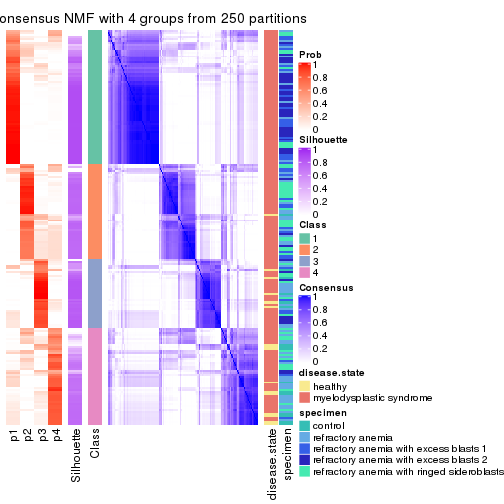 onsensus NMF with 4 groups from 250 partitions
p1
p2
p3
p4
Silhouette
Class
disease.state
specimen
Prob
1
0.8
0.6
0.4
0.2
0
Silhouette
1
0.8
0.6
0.4
0.2
0
Class
1
2
3
4
Consensus
1
0.8
0.6
0.4
0.2
0
disease.state
healthy
myelodysplastic syndrome
specimen
control
refractory anemia
refractory anemia with excess blasts 1
refractory anemia with excess blasts 2
refractory anemia with ringed sideroblasts